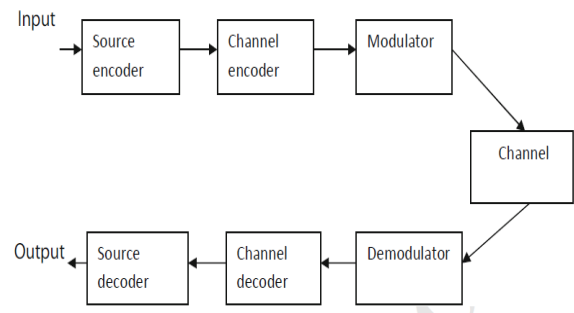 Input
Source
encoder
Channel
encoder
Modulator
Channel
Output
Source
decoder
Channel
decoder
Demodulator